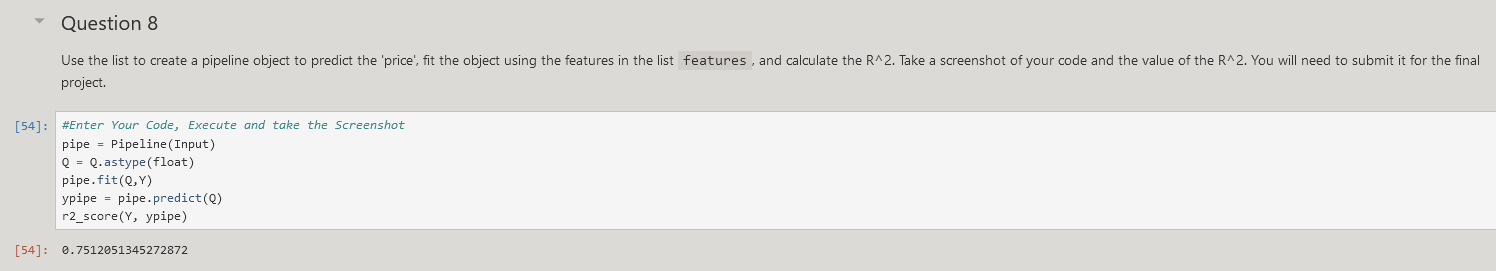 Question 8
Use the list to create a pipeline object to predict the 'price', fit the object using the features in the list features , and calculate the R^2. Take a screenshot of your code and the value of the R^2. You will need to submit it for the final
project.
[54]: #Enter Your Code, Execute and take the Screenshot
pipe = Pipeline(Input)
Q = Q.astype(float)
pipe.fit(Q,Y)
ypipe = pipe.predict(Q)
r2_score(Y, ypipe)
[54]: 0.7512051345272872